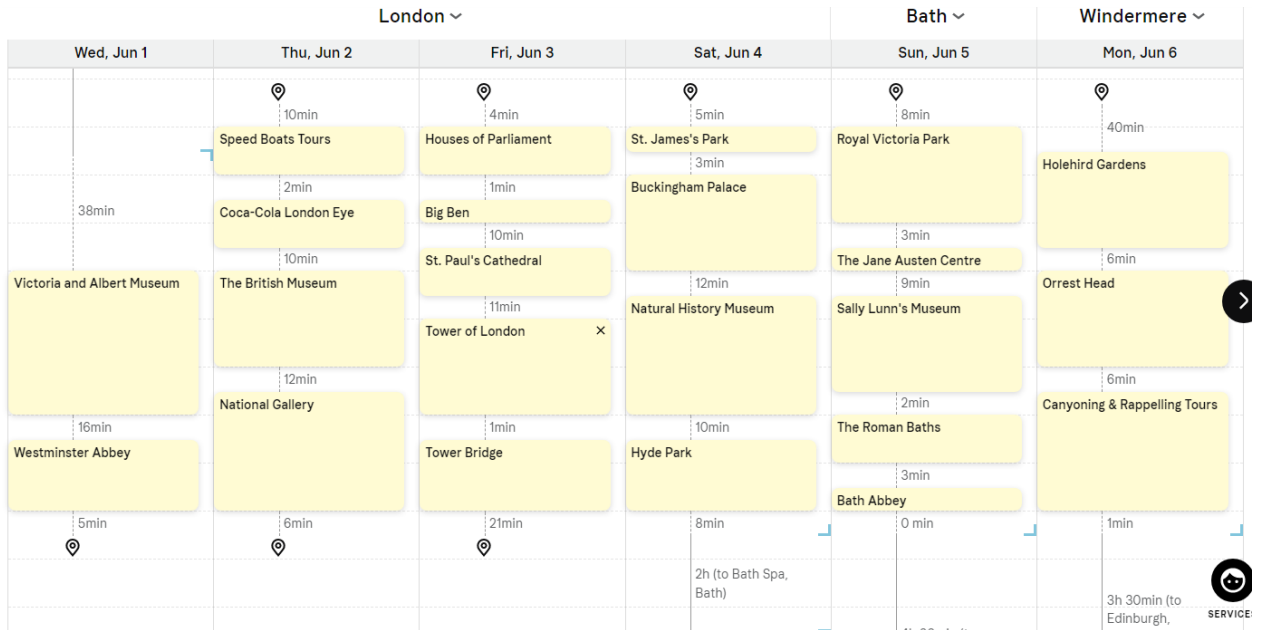 London
Bath
Windermere
Wed, Jun 1
Thu, Jun 2
Fri, Jun 3
Sat, Jun 4
Sun, Jun 5
Mon, Jun 6
38min
Victoria and Albert Museum
16min
Westminster Abbey
5min
10min
Speed Boats Tours
2min
Coca-Cola London Eye
10min
The British Museum
12min
National Gallery
6min
4min
Houses of Parliament
1min
Big Ben
10min
St. Paul's Cathedral
11min
Tower of London
1min
Tower Bridge
21min
5min
St. James's Park
3min
Buckingham Palace
12min
Natural History Museum
10min
Hyde Park
8min
2h (to Bath Spa,
Bath)
8min
Royal Victoria Park
3min
The Jane Austen Centre
9min
Sally Lunn's Museum
2min
The Roman Baths
3min
Bath Abbey
0 min
40min
Holehird Gardens
6min
Orrest Head
6min
Canyoning & Rappelling Tours
1min
3h 30min (to
Edinburgh,